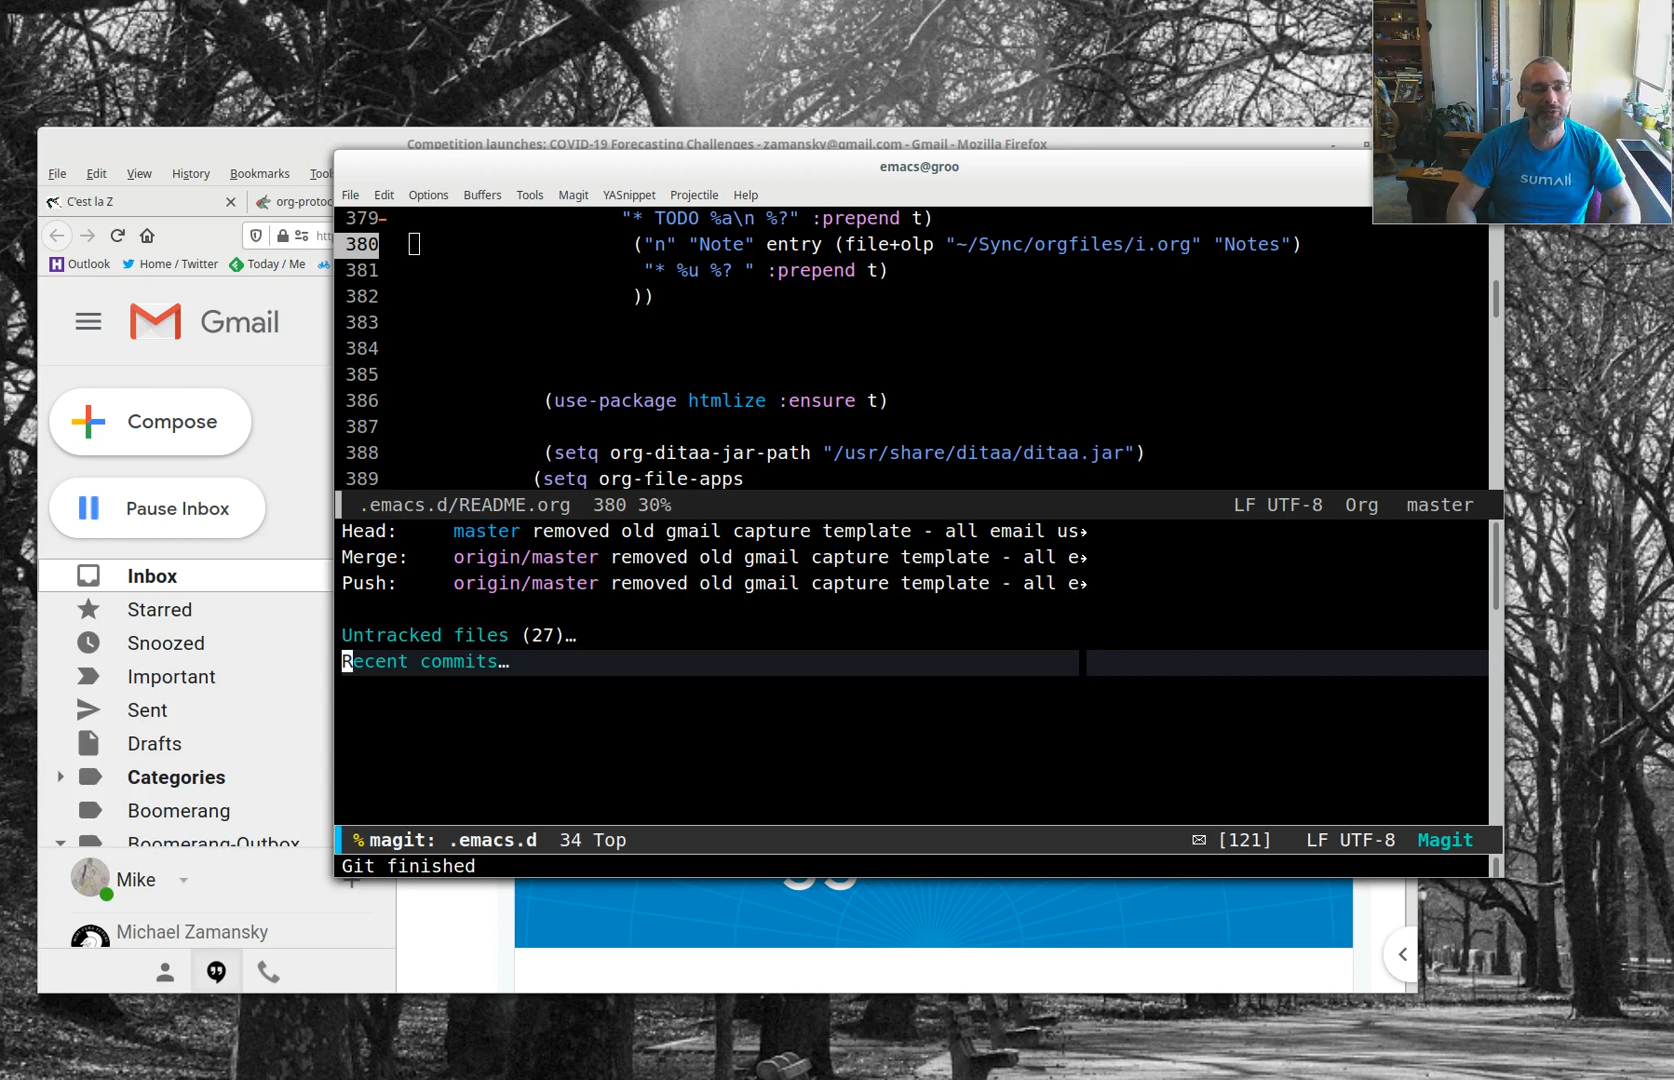 Competition launches: COVID-19 Forecasting Challenges - zamansky@gmail.com - Gmail - Mozilla Firefox
File Edit View History Bookmarks Tools
C'est la Z
org-protoc
Outlook Home / Twitter Today / Me
Gmail
Compose
Pause Inbox
Inbox
Starred
Snoozed
Important
Sent
Drafts
Categories
Boomerang
Boomerang-Outbox
Mike
Michael Zamansky
emacs@groo
File Edit Options Buffers Tools Magit YASnippet Projectile Help
379 "* TODO %a\n %?" :prepend t)
380 ("n" "Note" entry (file+olp "~/Sync/orgfiles/i.org" "Notes")
381 "* %u %? " :prepend t)
382 ))
383
384
385
386 (use-package htmlize :ensure t)
387
388 (setq org-ditaa-jar-path "/usr/share/ditaa/ditaa.jar")
389 (setq org-file-apps
.emacs.d/README.org 380 30% LF UTF-8 Org master
Head: master removed old gmail capture template - all email us
Merge: origin/master removed old gmail capture template - all e
Push: origin/master removed old gmail capture template - all e
Untracked files (27)…
Recent commits…
% magit: .emacs.d 34 Top [121] LF UTF-8 Magit
Git finished
sumall